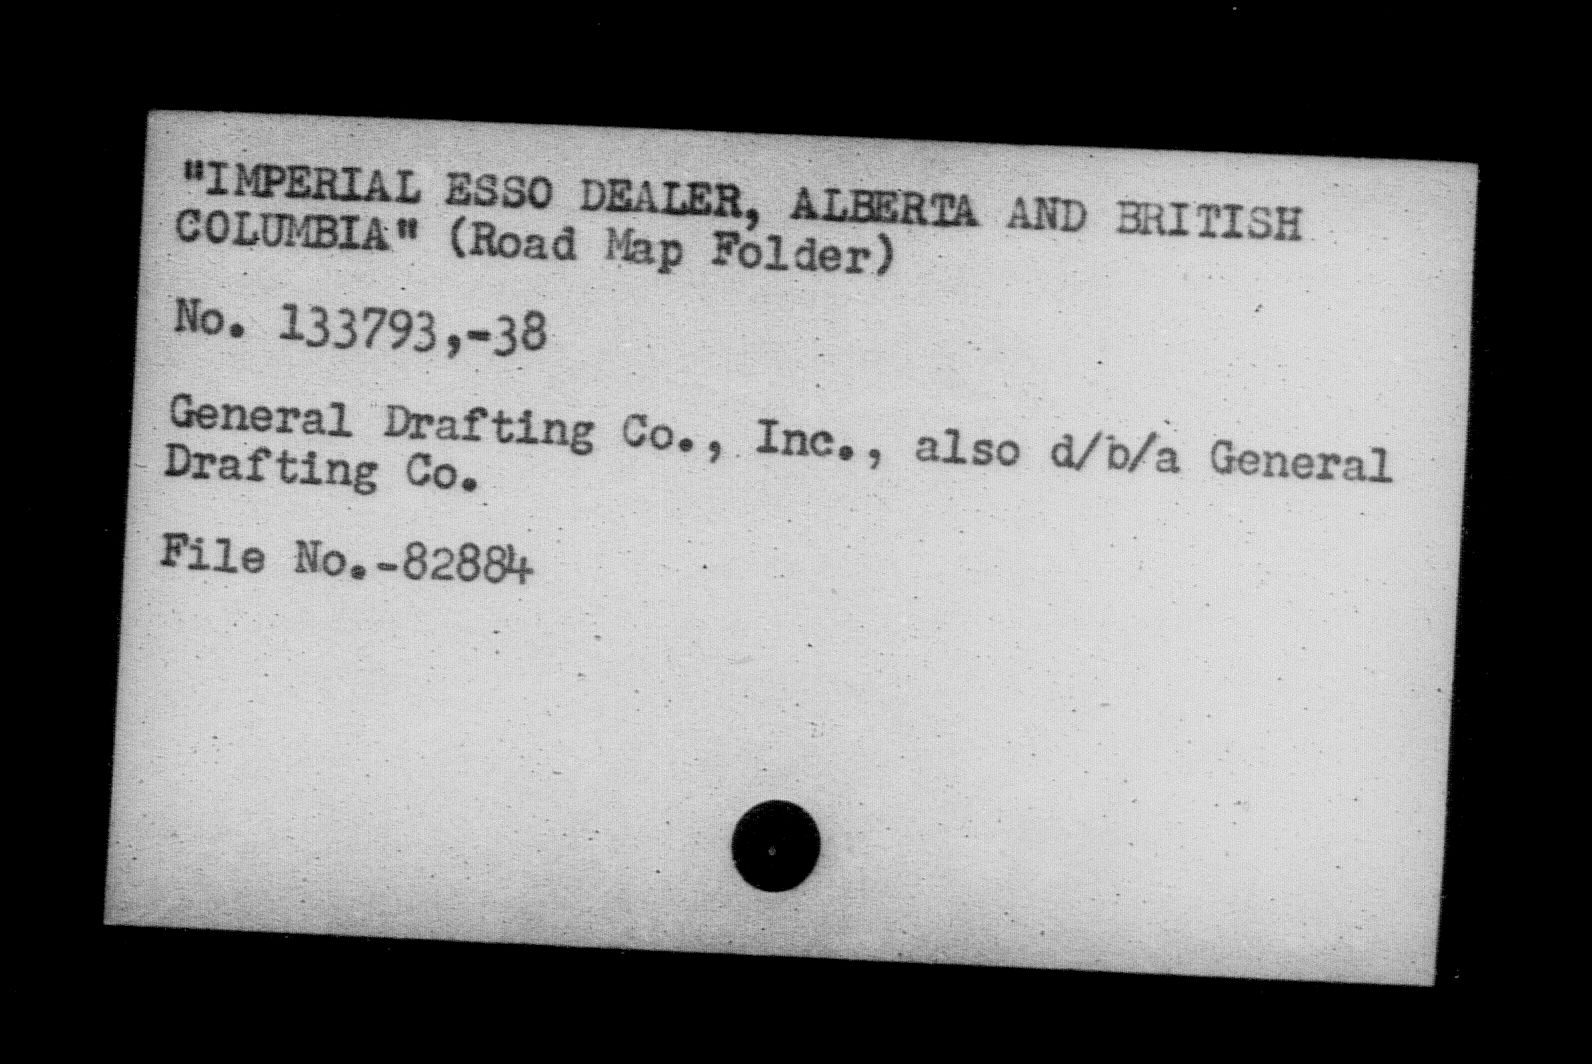 "IMPERIAL ESSO DEALER, ALBERTA AND BRITISH
COLUMBIA" (Road Map Folder)
No. 133793,-38
General Drafting Co., Inc., also d/b/a General
Drafting Co.
File No.-82884